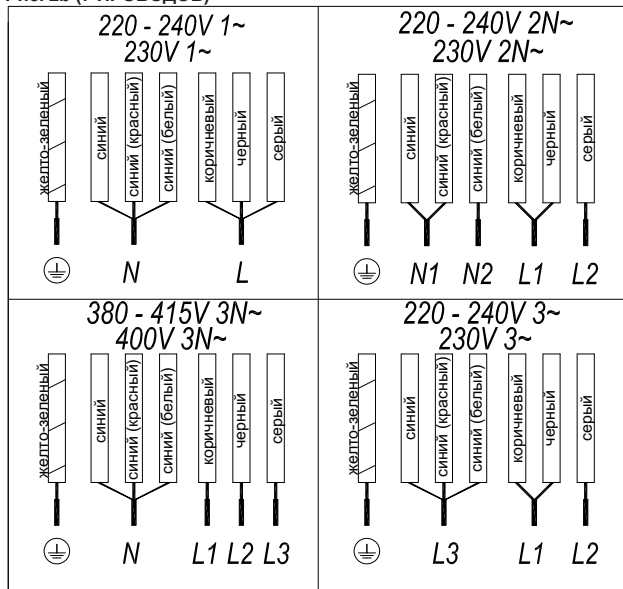 220 - 240V 1~
230V 1~
желто-зеленый
синий
синий (красный)
синий (белый)
коричневый
черный
серый
N L
220 - 240V 2N~
230V 2N~
желто-зеленый
синий
синий (красный)
синий (белый)
коричневый
черный
серый
N1 N2 L1 L2
380 - 415V 3N~
400V 3N~
желто-зеленый
синий
синий (красный)
синий (белый)
коричневый
черный
серый
N L1 L2 L3
220 - 240V 3~
230V 3~
желто-зеленый
синий
синий (красный)
синий (белый)
коричневый
черный
серый
L3 L1 L2